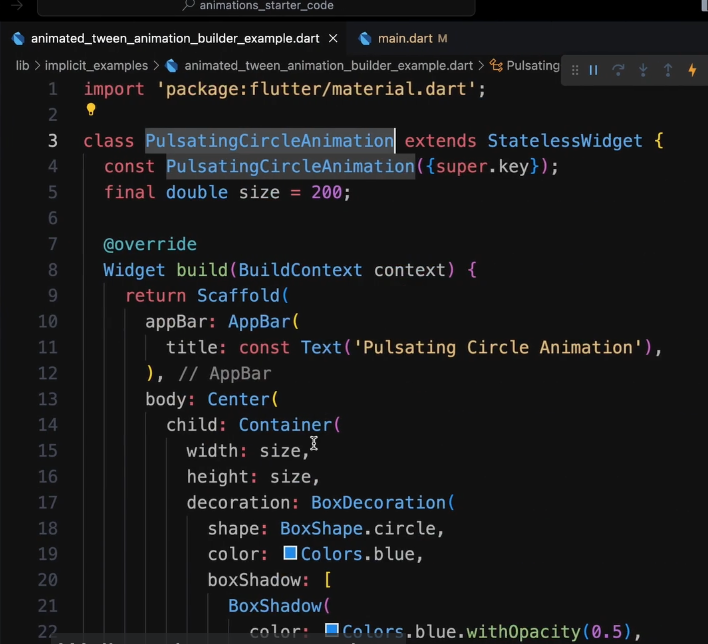 animations_starter_code
animated_tween_animation_builder_example.dart
main.dart M
lib > implicit_examples > animated_tween_animation_builder_example.dart > Pulsating
1 import 'package:flutter/material.dart';
2
3 class PulsatingCircleAnimation extends StatelessWidget {
4 const PulsatingCircleAnimation({super.key});
5 final double size = 200;
6
7 @override
8 Widget build(BuildContext context) {
9 return Scaffold(
10 appBar: AppBar(
11 title: const Text('Pulsating Circle Animation'),
12 ), // AppBar
13 body: Center(
14 child: Container(
15 width: size,
16 height: size,
17 decoration: BoxDecoration(
18 shape: BoxShape.circle,
19 color: Colors.blue,
20 boxShadow: [
21 BoxShadow(
22 color: Colors.blue.withOpacity(0.5),